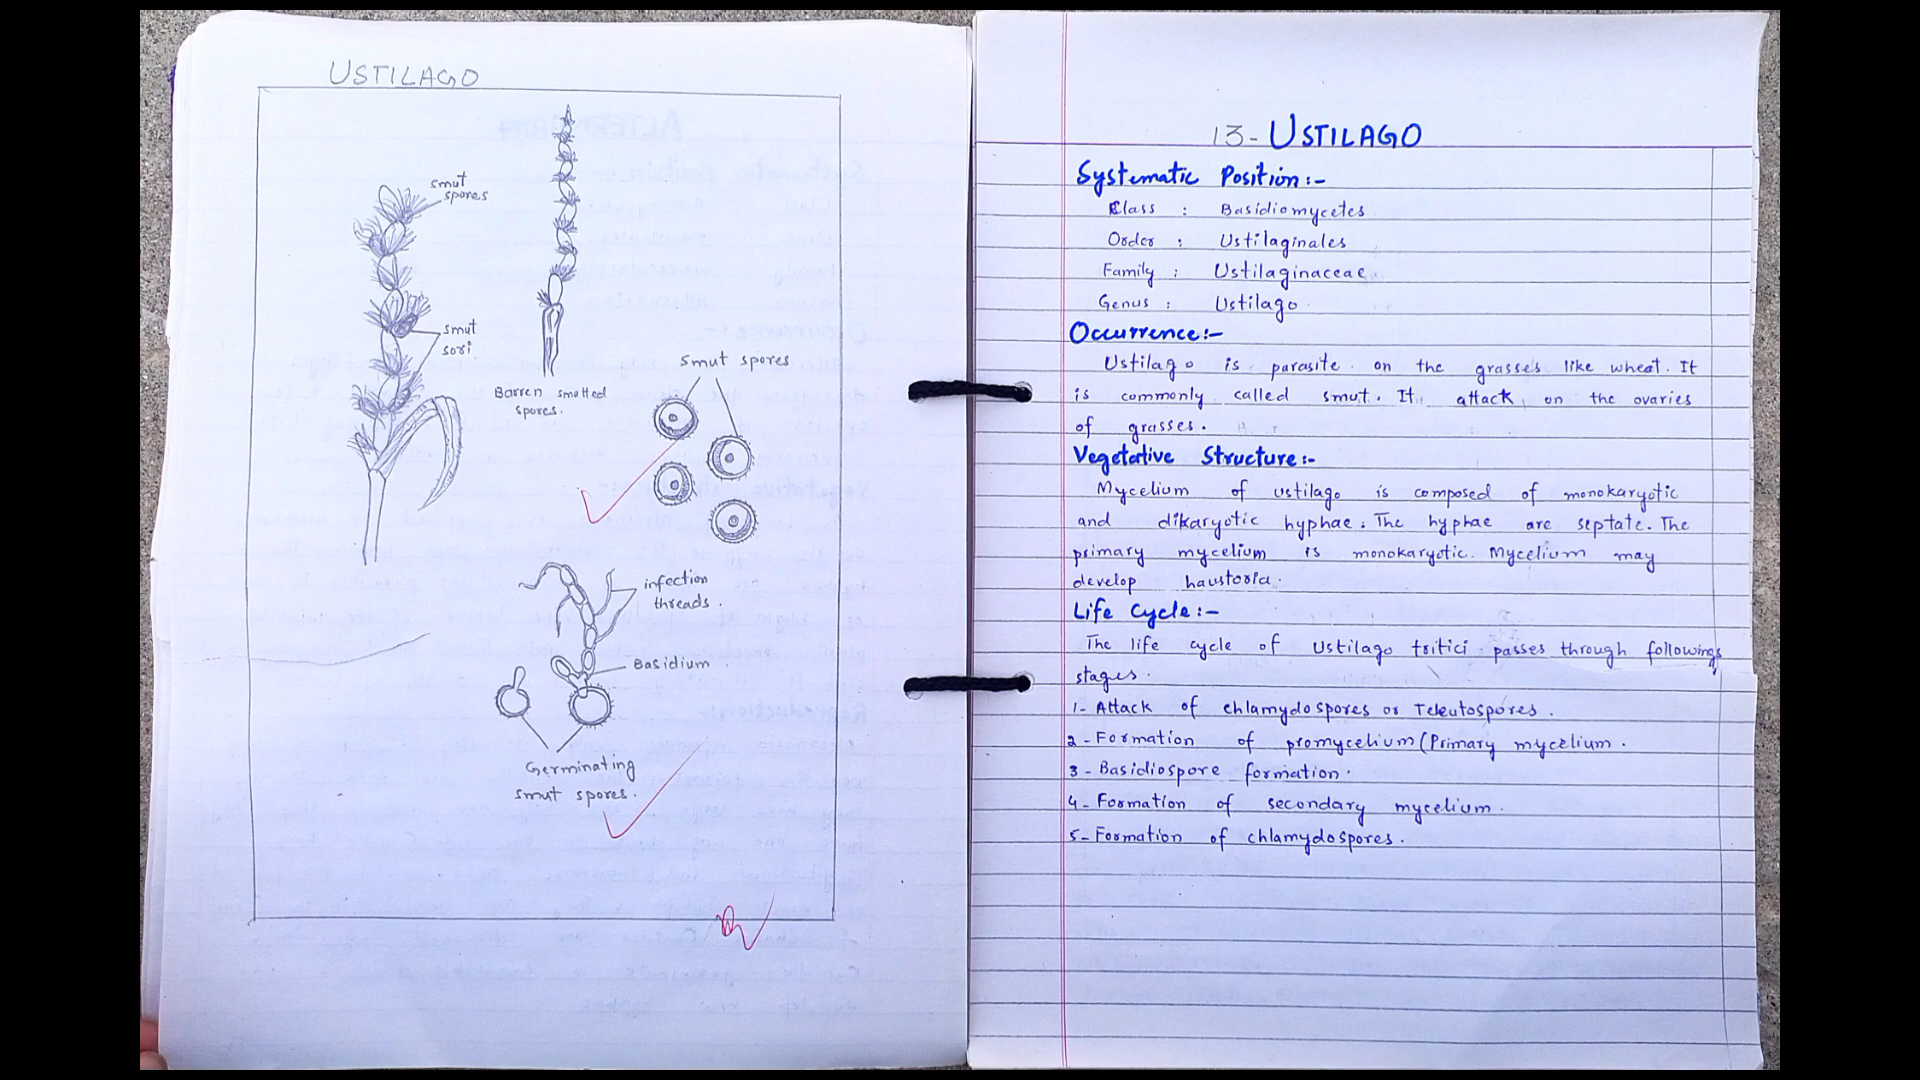 USTILAGO
smut
spores
smut
sori
Barren smutted
spores.
smut spores
infection
threads.
Basidium
Germinating
smut spores.
13- USTILAGO
Systematic Position:-
Class : Basidiomycetes
Order : Ustilaginales
Family : Ustilaginaceae
Genus : Ustilago
Occurrence:-
Ustilago is parasite on the grasses like wheat. It
is commonly called smut. It attack on the ovaries
of grasses.
Vegetative Structure:-
Mycelium of ustilago is composed of monokaryotic
and dikaryotic hyphae. The hyphae are septate. The
primary mycelium is monokaryotic. Mycelium may
develop haustoria.
Life Cycle:-
The life cycle of Ustilago tritici passes through followings
stages.
1- Attack of chlamydospores or Teleutospores.
2- Formation of promycelium (Primary mycelium.
3- Basidiospore formation.
4- Formation of secondary mycelium.
5- Formation of chlamydospores.